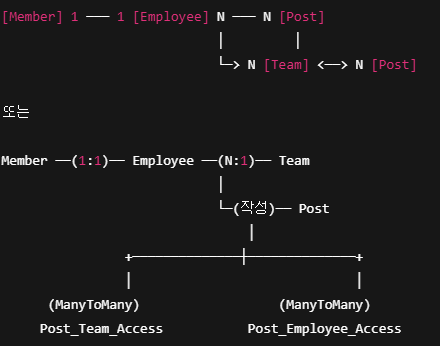 [Member] 1 ─── 1 [Employee] N ─── N [Post]
│ │
└─> N [Team] <──> N [Post]
또는
Member ──(1:1)── Employee ──(N:1)── Team
│
└─(작성)── Post
│
+─────────────┼─────────────+
│ │
(ManyToMany) (ManyToMany)
Post_Team_Access Post_Employee_Access